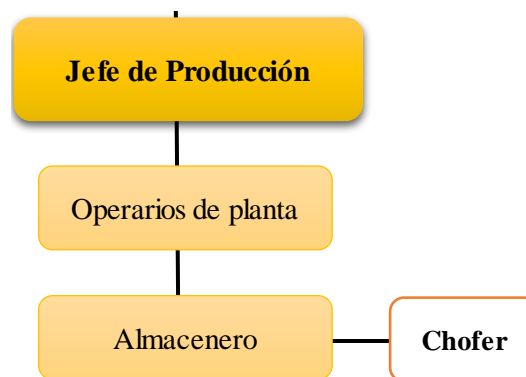 Jefe de Producción
Operarios de planta
Almacenero
Chofer